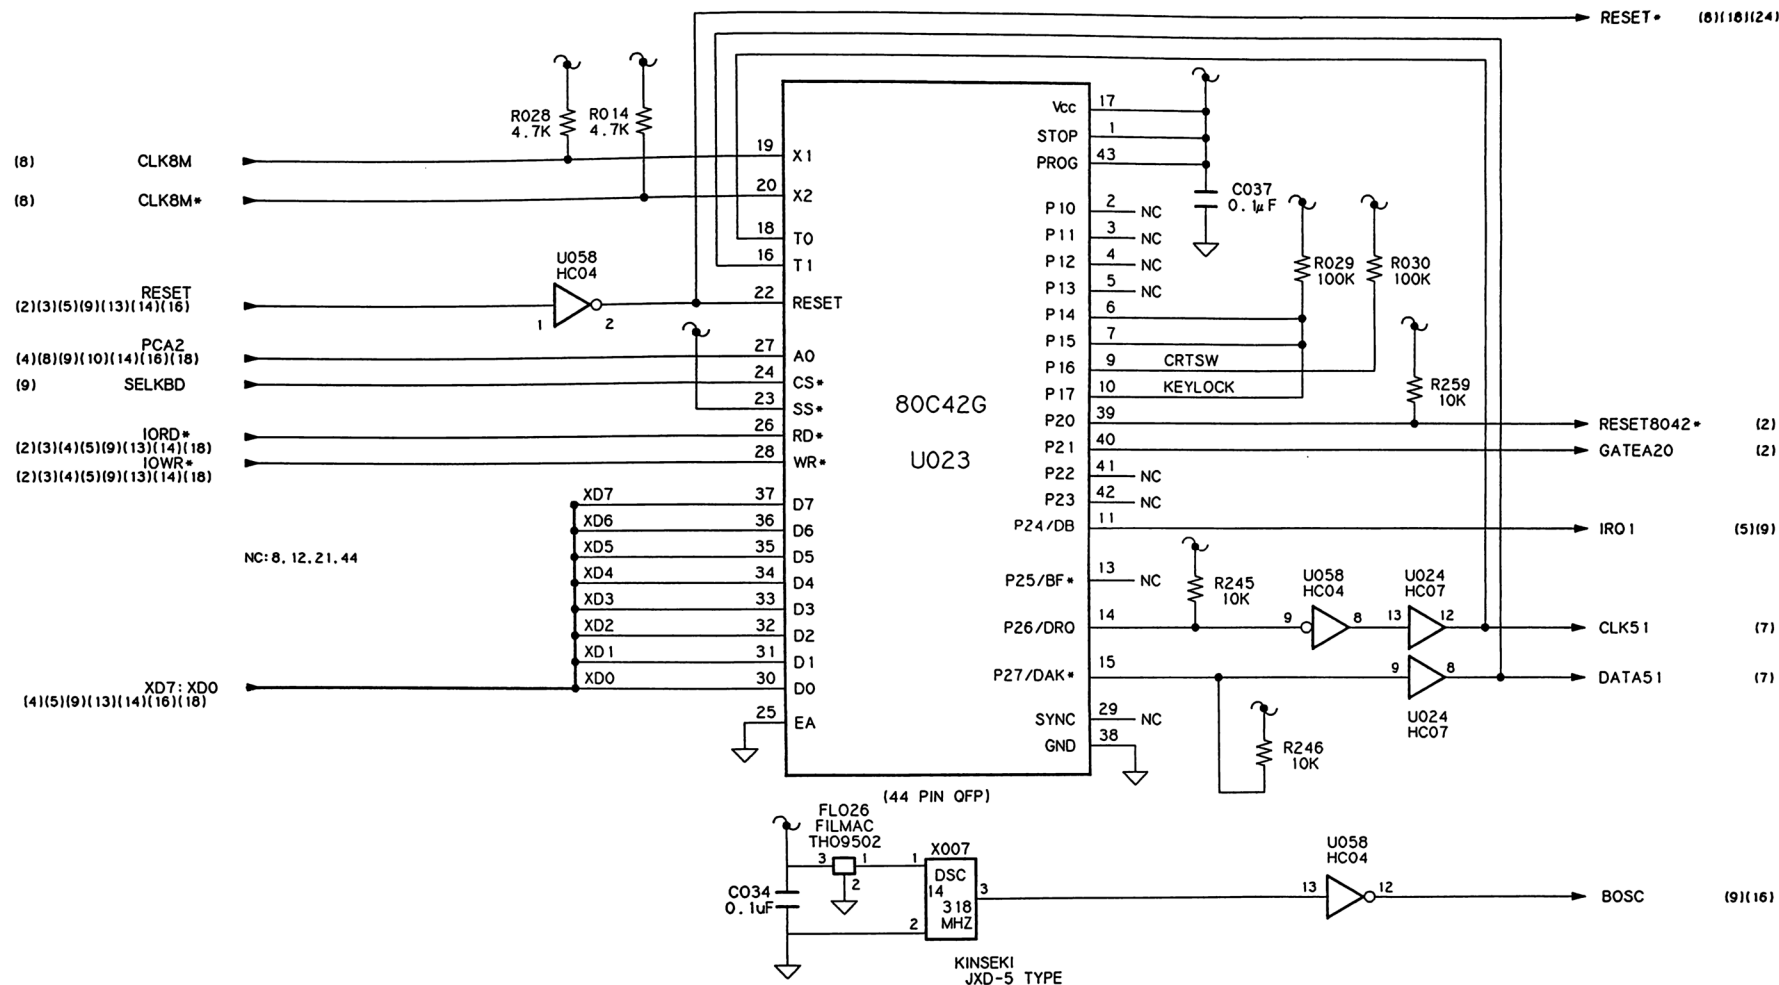 RESET* (8)(18)(24)
R028
4.7K
R014
4.7K
(8) CLK8M
(8) CLK8M*
19 X1
20 X2
18 T0
16 T1
U058
HC04
RESET
(2)(3)(5)(9)(13)(14)(16)
1 2
22 RESET
PCA2
(4)(8)(9)(10)(14)(16)(18)
27 A0
(9) SELKBD
24 CS*
23 SS*
IORD*
(2)(3)(4)(5)(9)(13)(14)(18)
26 RD*
IOWR*
(2)(3)(4)(5)(9)(13)(14)(18)
28 WR*
XD7 37 D7
XD6 36 D6
XD5 35 D5
XD4 34 D4
XD3 33 D3
XD2 32 D2
XD1 31 D1
XD0 30 D0
NC: 8, 12, 21, 44
XD7: XD0
(4)(5)(9)(13)(14)(16)(18)
25 EA
80C42G
U023
(44 PIN QFP)
Vcc 17
STOP 1
PROG 43
C037
0.1μF
P10 2 NC
P11 3 NC
P12 4 NC
P13 5 NC
P14 6
P15 7
P16 9 CRTSW
P17 10 KEYLOCK
R029
100K
R030
100K
R259
10K
P20 39 RESET8042* (2)
P21 40 GATEA20 (2)
P22 41 NC
P23 42 NC
P24/DB 11 IRQ1 (5)(9)
P25/BF* 13 NC
R245
10K
U058
HC04
U024
HC07
P26/DRQ 14 9 8 13 12 CLK51 (7)
P27/DAK* 15 9 8 DATA51 (7)
U024
HC07
R246
10K
SYNC 29 NC
GND 38
FL026
FILMAC
TH09502
3 1
2
C034
0.1uF
X007
1 2 3
DSC
14
318
MHZ
KINSEKI
JXD-5 TYPE
U058
HC04
13 12
BOSC (9)(16)